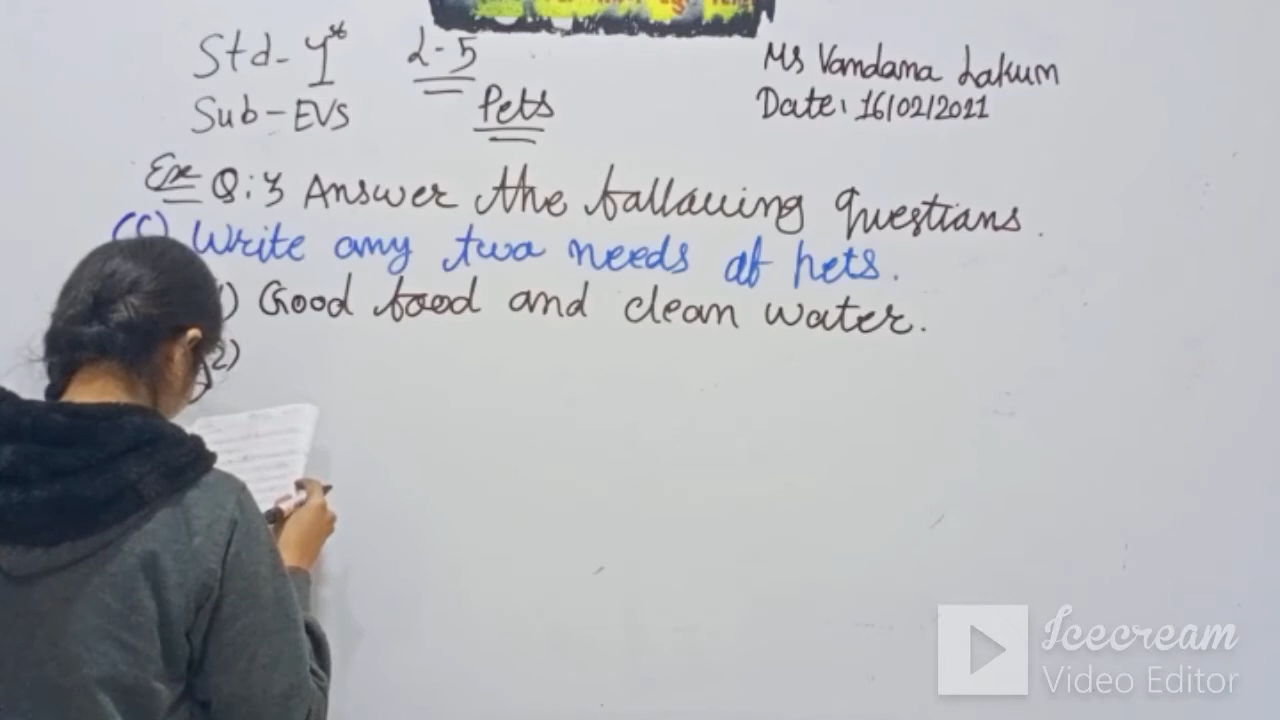 Std-1st L-5 Ms Vandana Lakum
Sub-EVS Pets Date: 16/02/2021
Ex Q:3 Answer the following questions.
(C) Write any two needs of pets.
1) Good food and clean water.
2)
Icecream
Video Editor